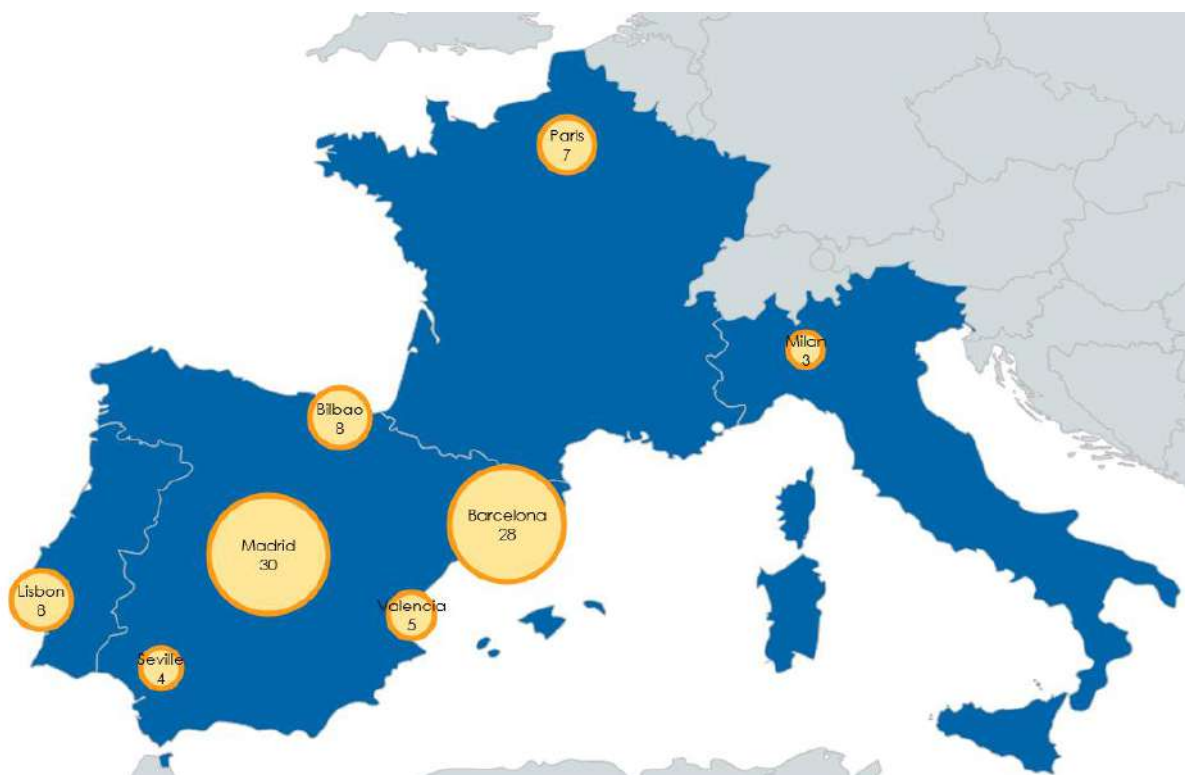 Paris
7
Milan
3
Bilbao
8
Barcelona
28
Madrid
30
Lisbon
8
Valencia
5
Seville
4